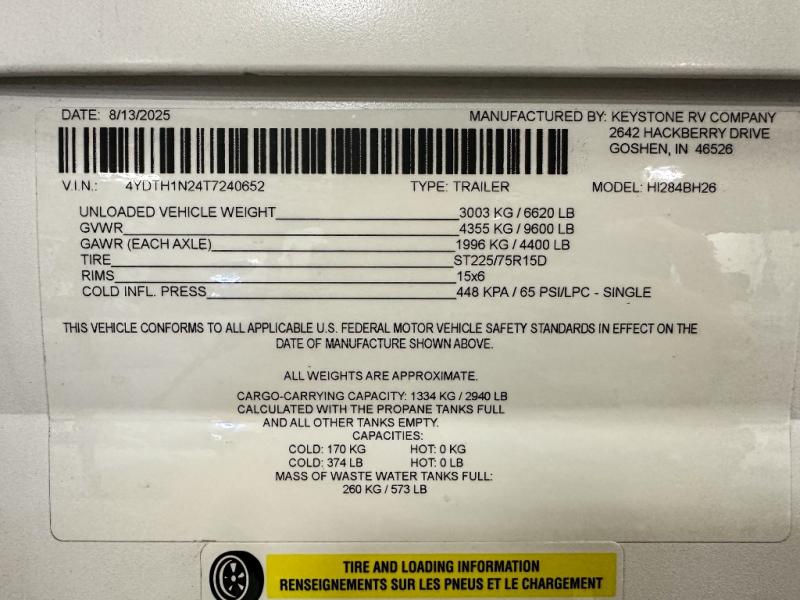 DATE: 8/13/2025 MANUFACTURED BY: KEYSTONE RV COMPANY
2642 HACKBERRY DRIVE
GOSHEN, IN 46526
V.I.N.: 4YDTH1N24T7240652 TYPE: TRAILER MODEL: HI284BH26
UNLOADED VEHICLE WEIGHT 3003 KG / 6620 LB
GVWR 4355 KG / 9600 LB
GAWR (EACH AXLE) 1996 KG / 4400 LB
TIRE ST225/75R15D
RIMS 15x6
COLD INFL. PRESS 448 KPA / 65 PSI/LPC - SINGLE
THIS VEHICLE CONFORMS TO ALL APPLICABLE U.S. FEDERAL MOTOR VEHICLE SAFETY STANDARDS IN EFFECT ON THE
DATE OF MANUFACTURE SHOWN ABOVE.
ALL WEIGHTS ARE APPROXIMATE.
CARGO-CARRYING CAPACITY: 1334 KG / 2940 LB
CALCULATED WITH THE PROPANE TANKS FULL
AND ALL OTHER TANKS EMPTY.
CAPACITIES:
COLD: 170 KG HOT: 0 KG
COLD: 374 LB HOT: 0 LB
MASS OF WASTE WATER TANKS FULL:
260 KG / 573 LB
TIRE AND LOADING INFORMATION
RENSEIGNEMENTS SUR LES PNEUS ET LE CHARGEMENT